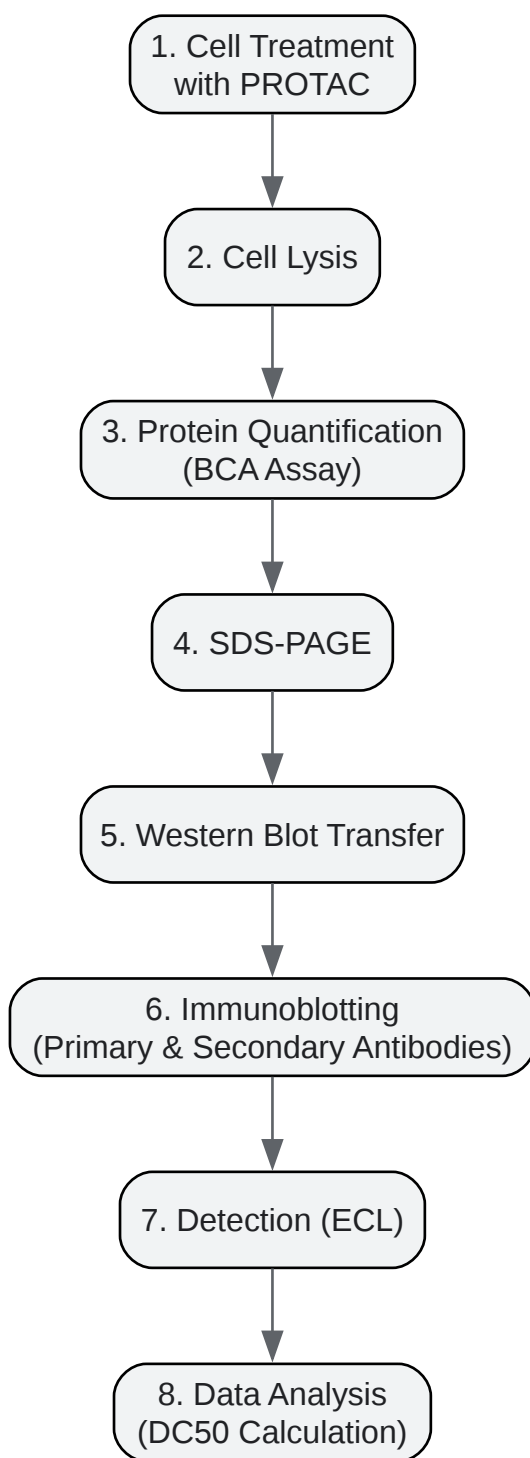 1. Cell Treatment
with PROTAC
2. Cell Lysis
3. Protein Quantification
(BCA Assay)
4. SDS-PAGE
5. Western Blot Transfer
6. Immunoblotting
(Primary & Secondary Antibodies)
7. Detection (ECL)
8. Data Analysis
(DC50 Calculation)